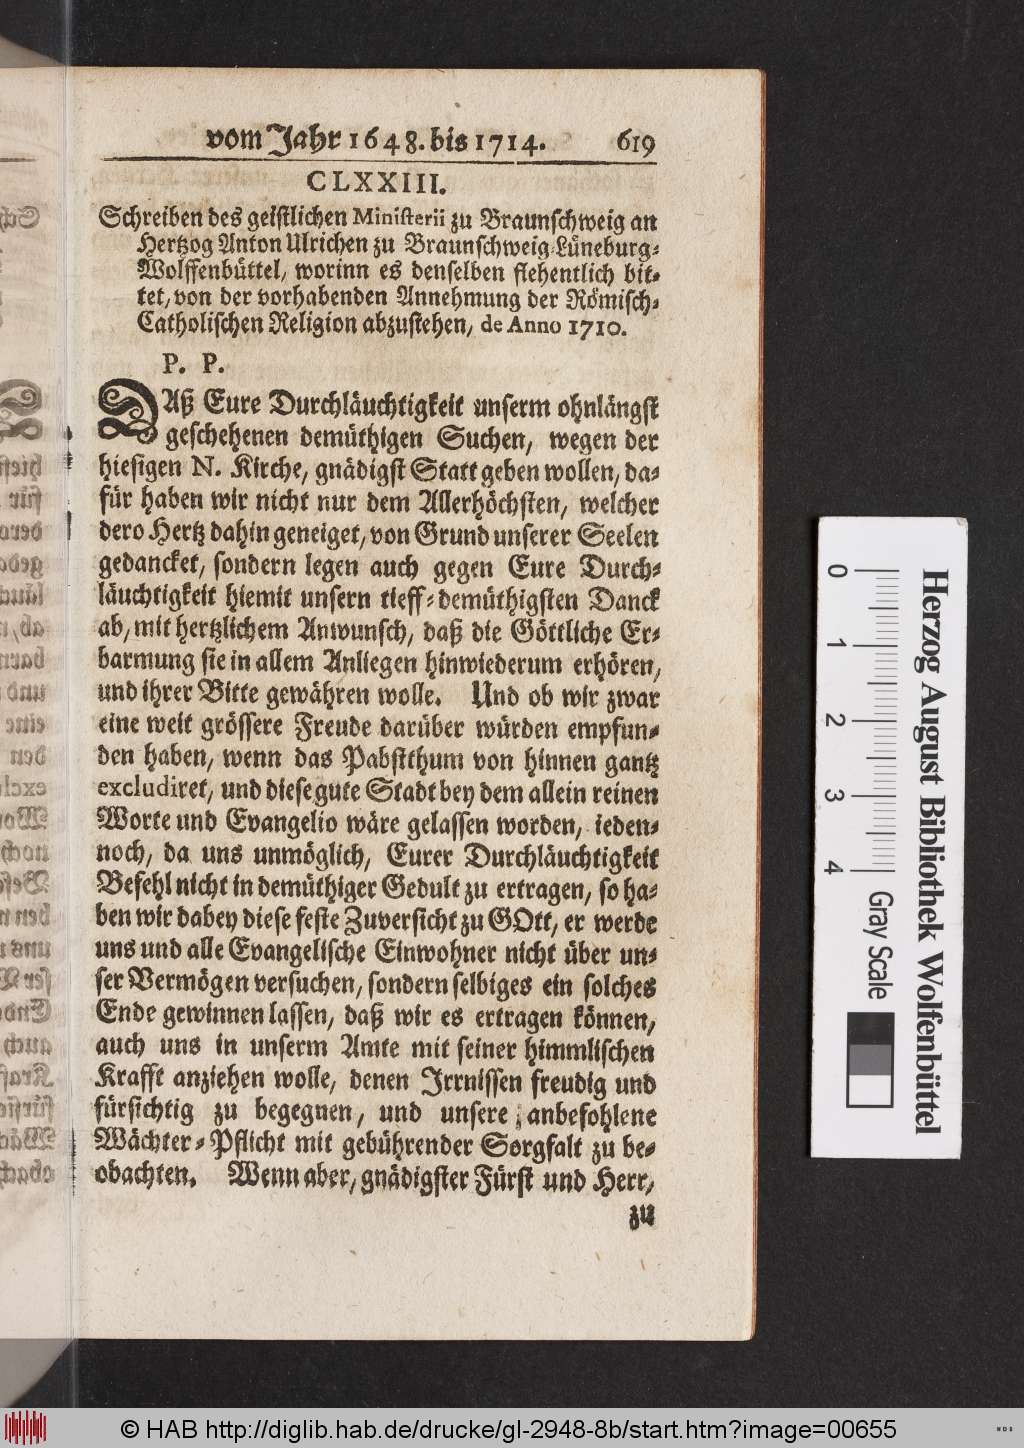 vom Jahr 1648. bis 1714. 619
CLXXIII.
Schreiben des geistlichen Ministerii zu Braunschweig an
Hertzog Anton Ulrichen zu Braunschweig-Lüneburg-
Wolffenbüttel, worinn es denselben flehentlich bit-
tet, von der vorhabenden Annehmung der Römisch-
Catholischen Religion abzustehen, de Anno 1710.
P. P.
DAß Eure Durchläuchtigkeit unserm ohnlängst
geschehenen demüthigen Suchen, wegen der
hiesigen N. Kirche, gnädigst Statt geben wollen, da-
für haben wir nicht nur dem Allerhöchsten, welcher
dero Hertz dahin geneiget, von Grund unserer Seelen
gedancket, sondern legen auch gegen Eure Durch-
läuchtigkeit hiemit unsern tieff-demüthigsten Danck
ab, mit hertzlichem Anwunsch, daß die Göttliche Er-
barmung sie in allem Anliegen hinwiederum erhören,
und ihrer Bitte gewähren wolle. Und ob wir zwar
eine weit grössere Freude darüber würden empfun-
den haben, wenn das Pabstthum von hinnen gantz
excludiret, und diese gute Stadt bey dem allein reinen
Worte und Evangelio wäre gelassen worden, ieden-
noch, da uns unmöglich, Eurer Durchläuchtigkeit
Befehl nicht in demüthiger Gedult zu ertragen, so ha-
ben wir dabey diese feste Zuversicht zu GOtt, er werde
uns und alle Evangelische Einwohner nicht über un-
ser Vermögen versuchen, sondern selbiges ein solches
Ende gewinnen lassen, daß wir es ertragen können,
auch uns in unserm Amte mit seiner himmlischen
Krafft anziehen wolle, denen Irrnissen freudig und
fürsichtig zu begegnen, und unsere anbefohlene
Wächter-Pflicht mit gebührender Sorgfalt zu be-
obachten. Wenn aber, gnädigster Fürst und Herr,
zu
0 1 2 3 4 Gray Scale
Herzog August Bibliothek Wolfenbüttel
© HAB http://diglib.hab.de/drucke/gl-2948-8b/start.htm?image=00655